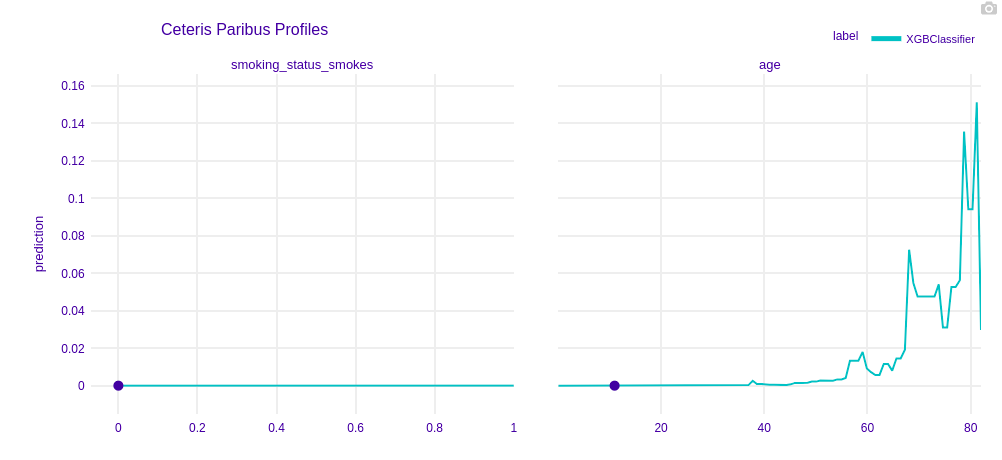 Ceteris Paribus Profiles
label
XGBClassifier
smoking_status_smokes
age
prediction
0.16
0.14
0.12
0.1
0.08
0.06
0.04
0.02
0
0 0.2 0.4 0.6 0.8 1
20 40 60 80